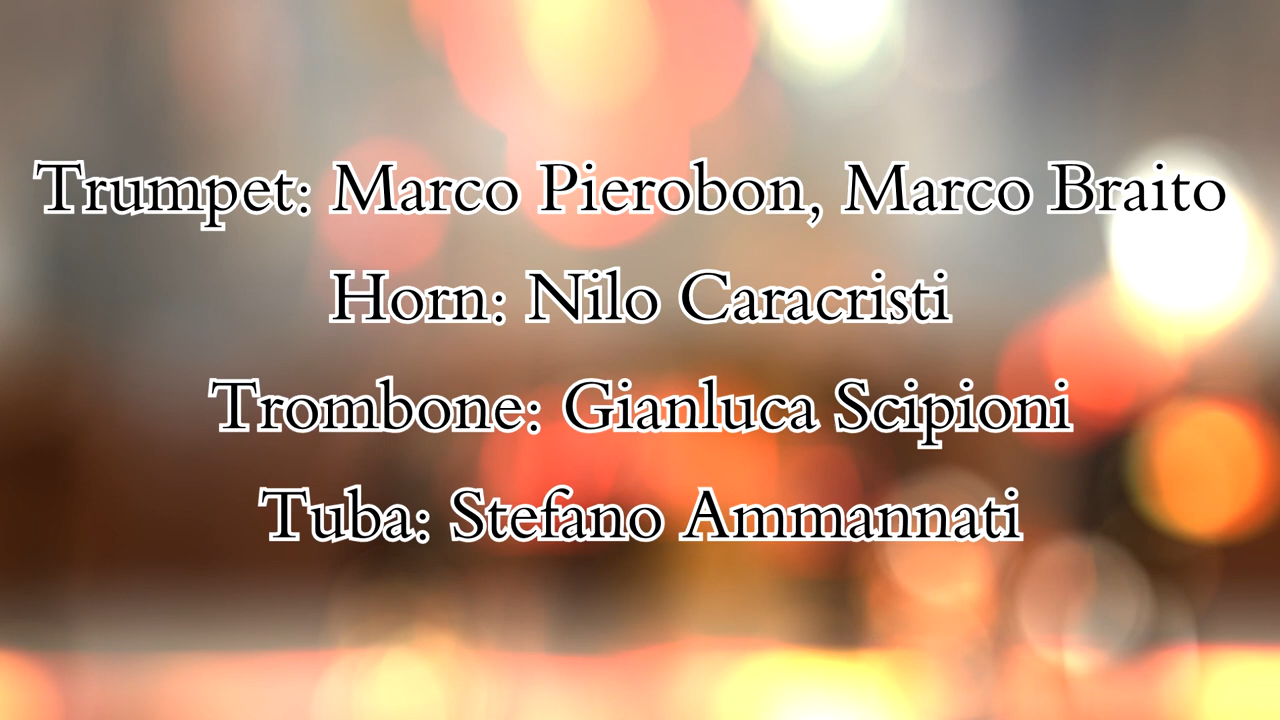 Trumpet: Marco Pierobon, Marco Braito
Horn: Nilo Caracristi
Trombone: Gianluca Scipioni
Tuba: Stefano Ammannati